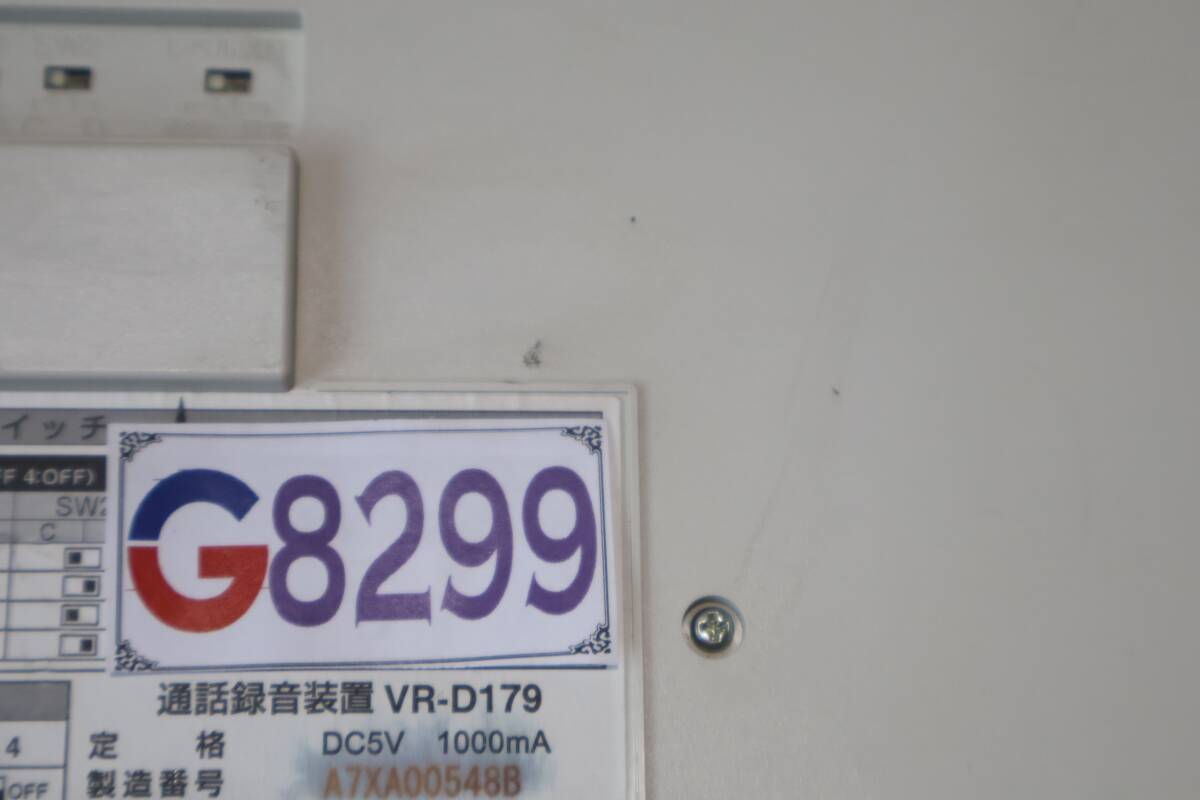 イッチ
FF 4:OFF)
SW2
C
G8299
通話録音装置 VR-D179
4
定 格 DC5V 1000mA
OFF
製造番号 A7XA00548B